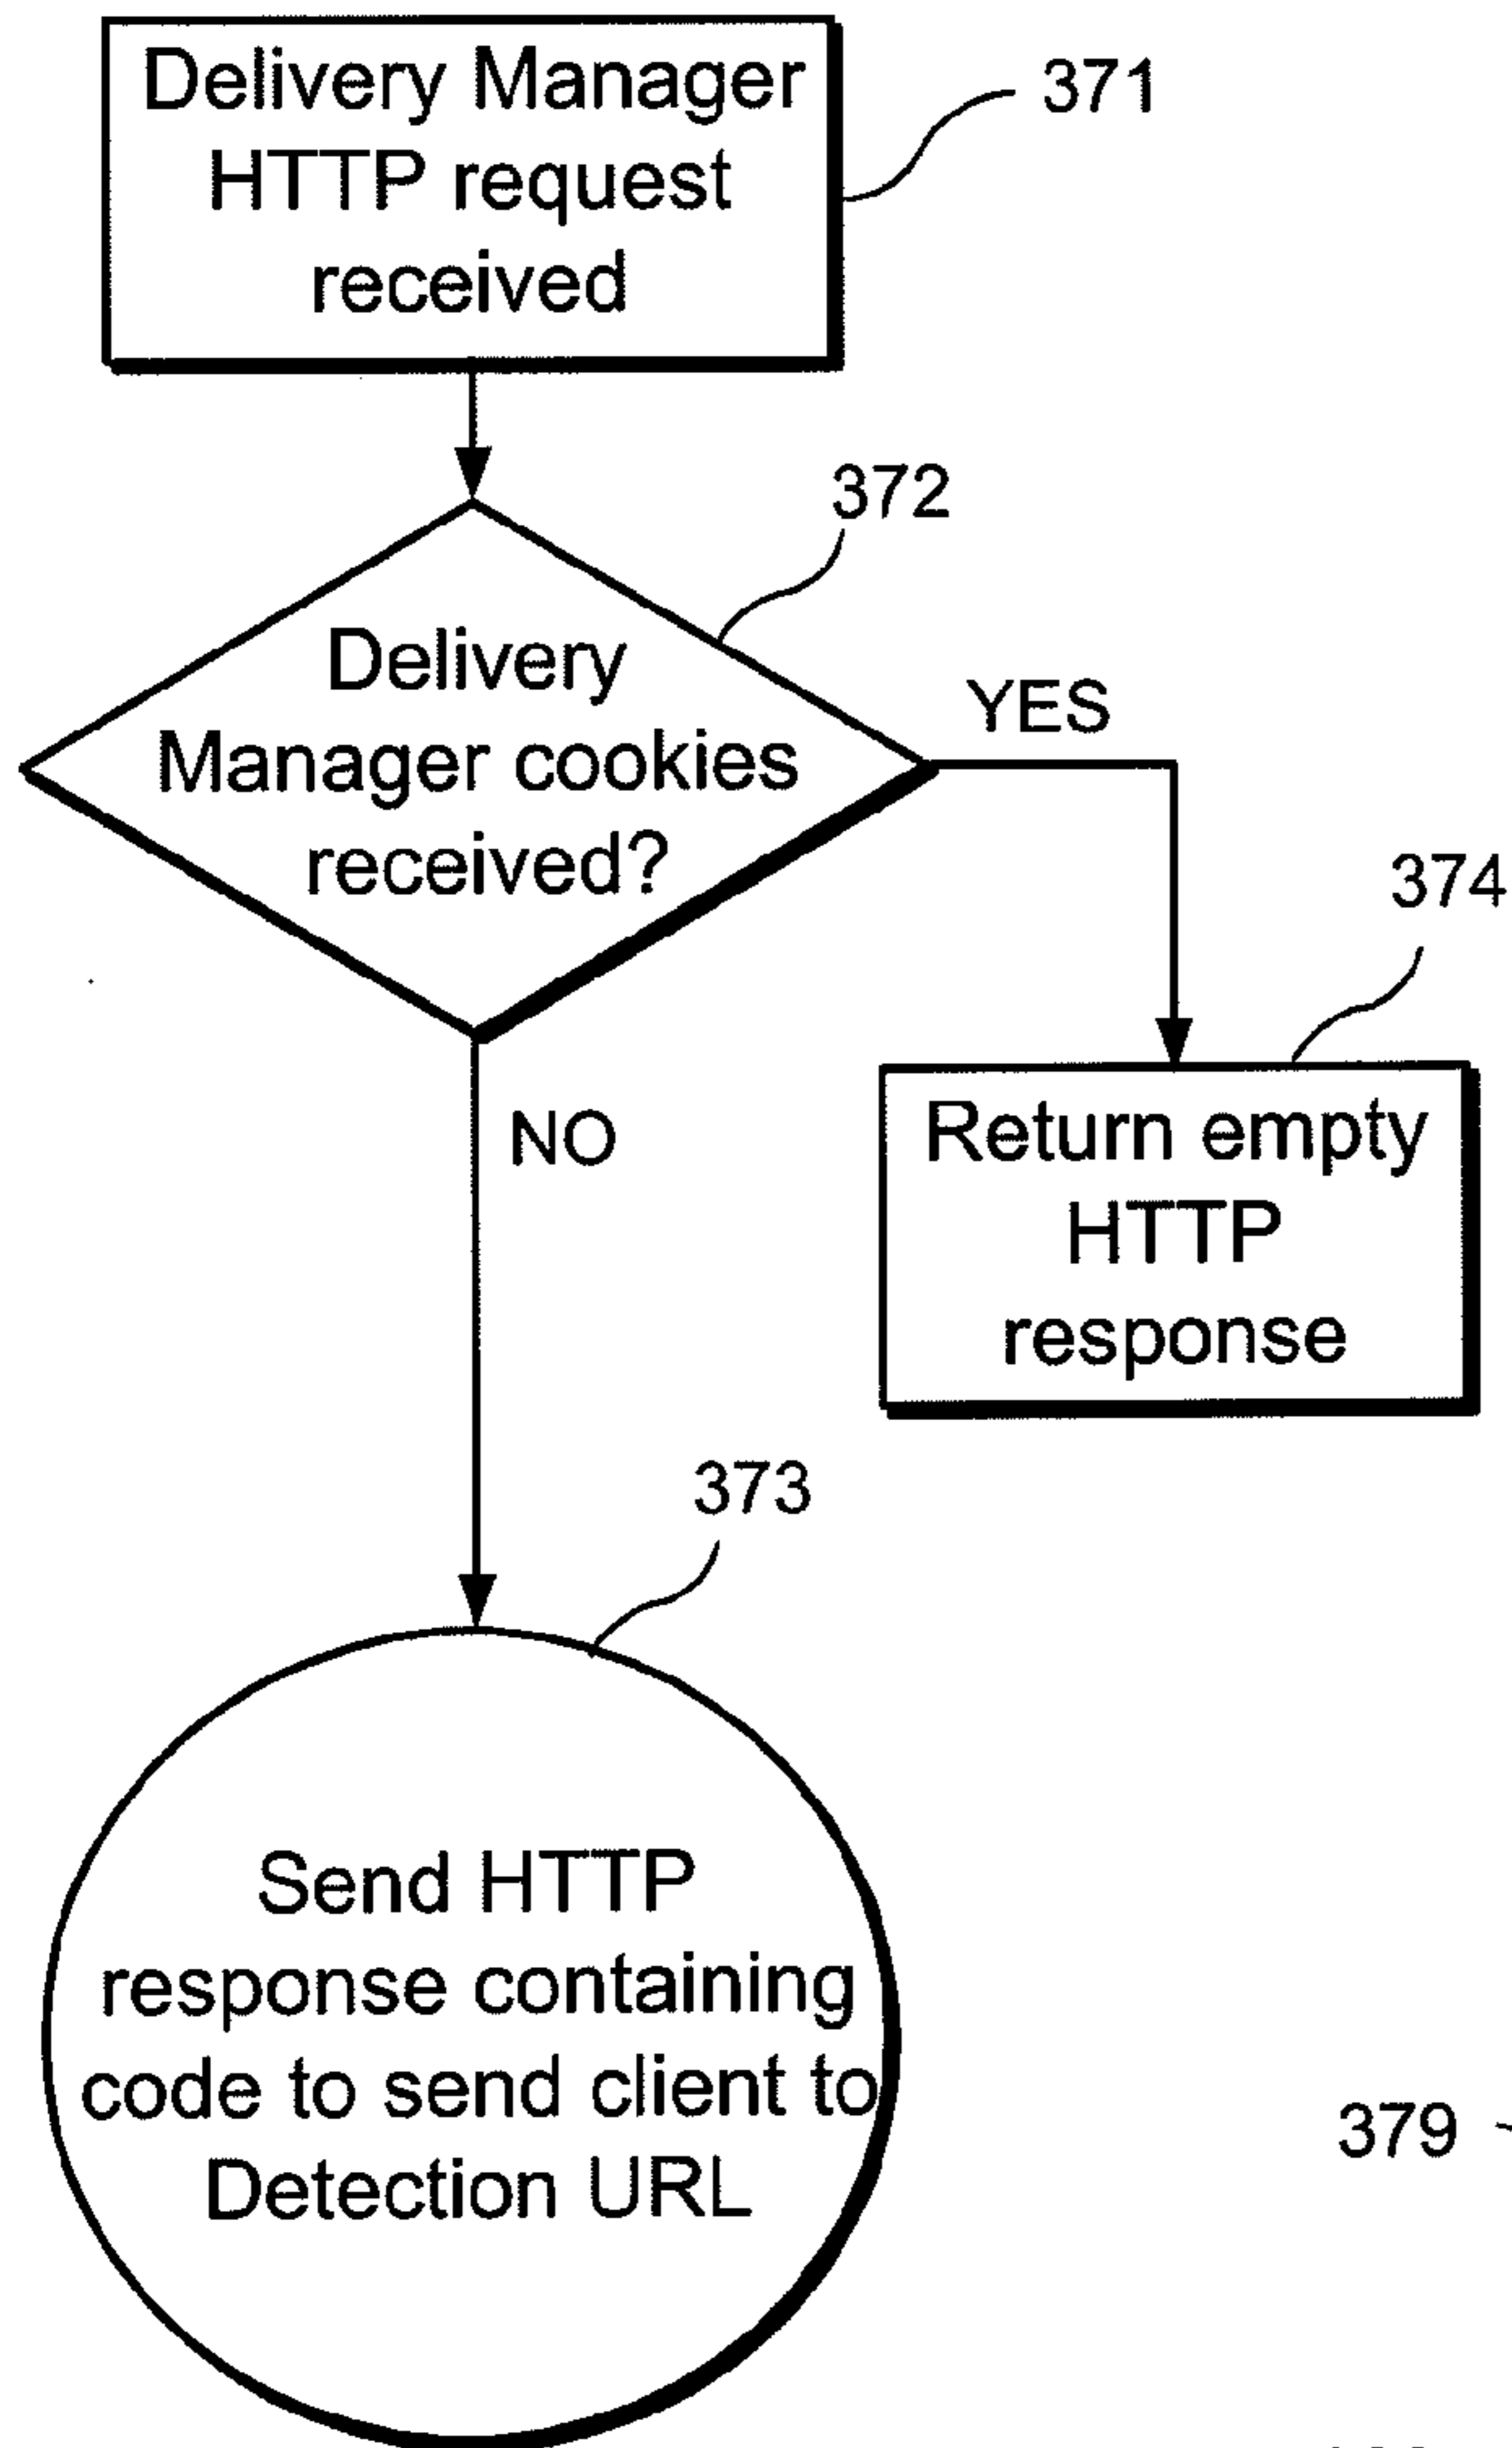 Delivery Manager
HTTP request
received
371
372
Delivery
Manager cookies
received?
YES
374
NO
Return empty
HTTP
response
373
Send HTTP
response containing
code to send client to
Detection URL
379